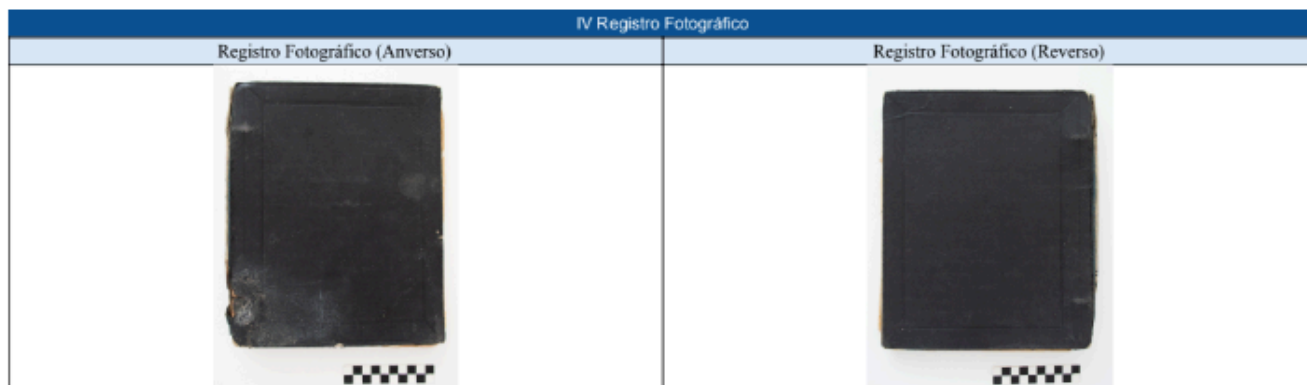 IV Registro Fotográfico
Registro Fotográfico (Anverso)
Registro Fotográfico (Reverso)